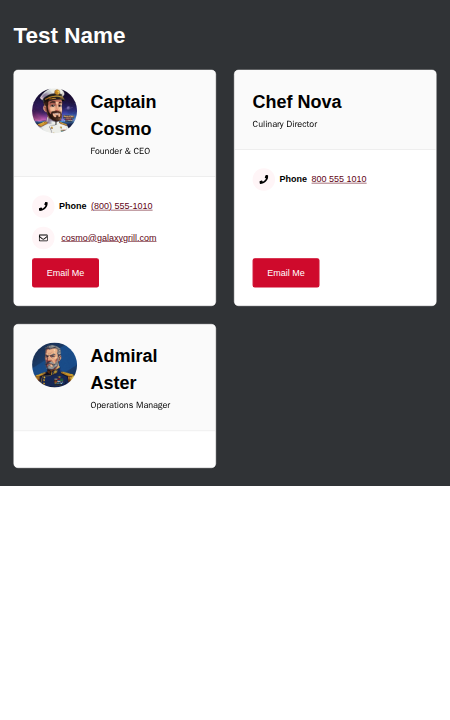 Test Name
Captain
Cosmo
Founder & CEO
Phone (800) 555-1010
cosmo@galaxygrill.com
Email Me
Chef Nova
Culinary Director
Phone 800 555 1010
Email Me
Admiral
Aster
Operations Manager